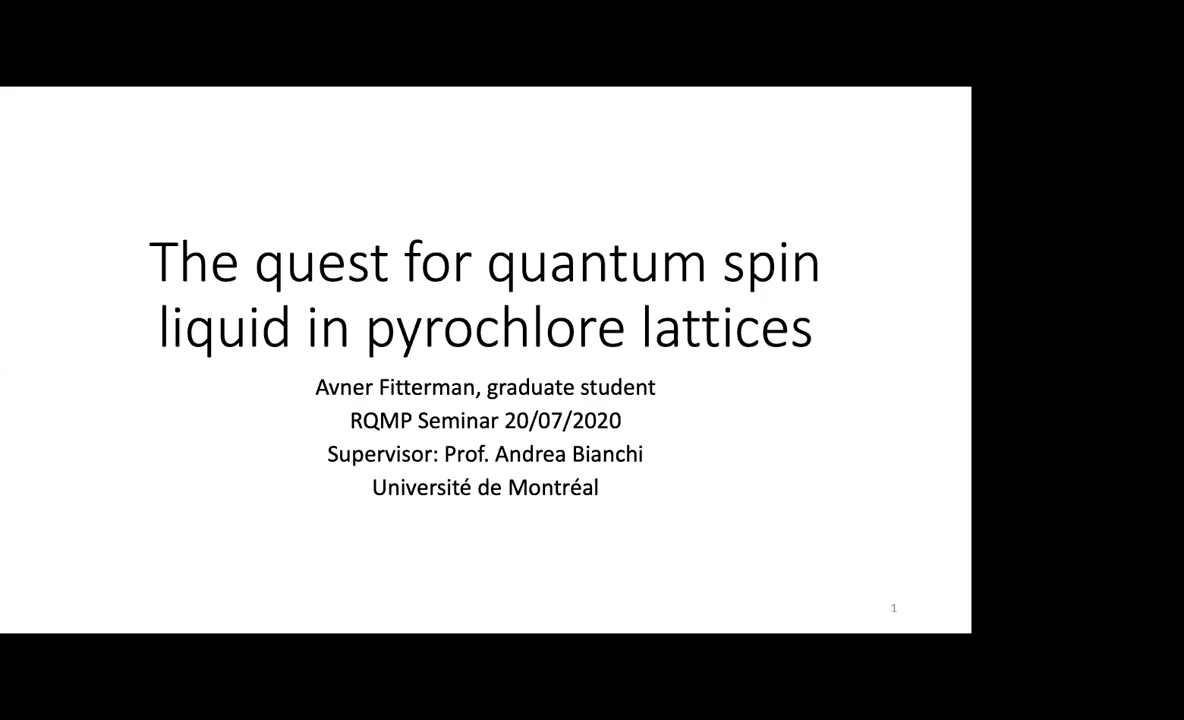 The quest for quantum spin
liquid in pyrochlore lattices
Avner Fitterman, graduate student
RQMP Seminar 20/07/2020
Supervisor: Prof. Andrea Bianchi
Université de Montréal
1